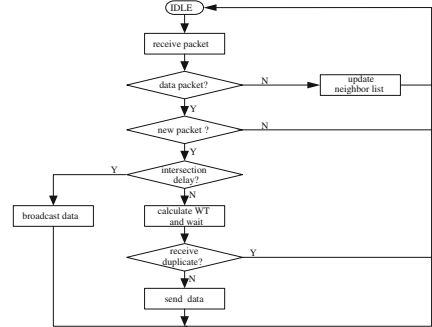 IDLE
receive packet
data packet?
N
update
neighbor list
Y
new packet ?
N
Y
intersection
delay?
Y
N
broadcast data
calculate WT
and wait
receive
duplicate?
Y
N
send data